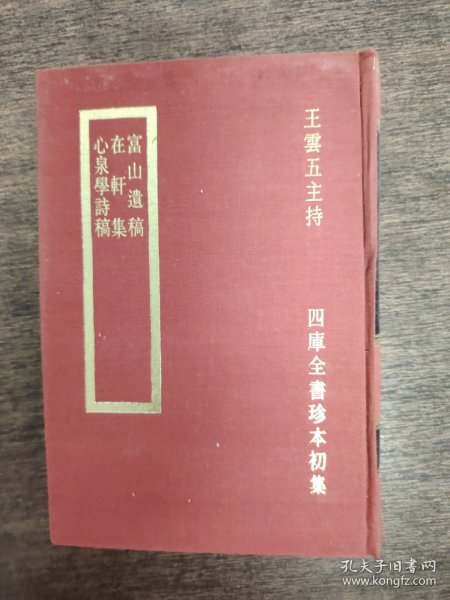 王雲五主持
四庫全書珍本初集
富山遺稿
在軒集
心泉學詩稿
孔夫子旧书网
www.kongfz.com